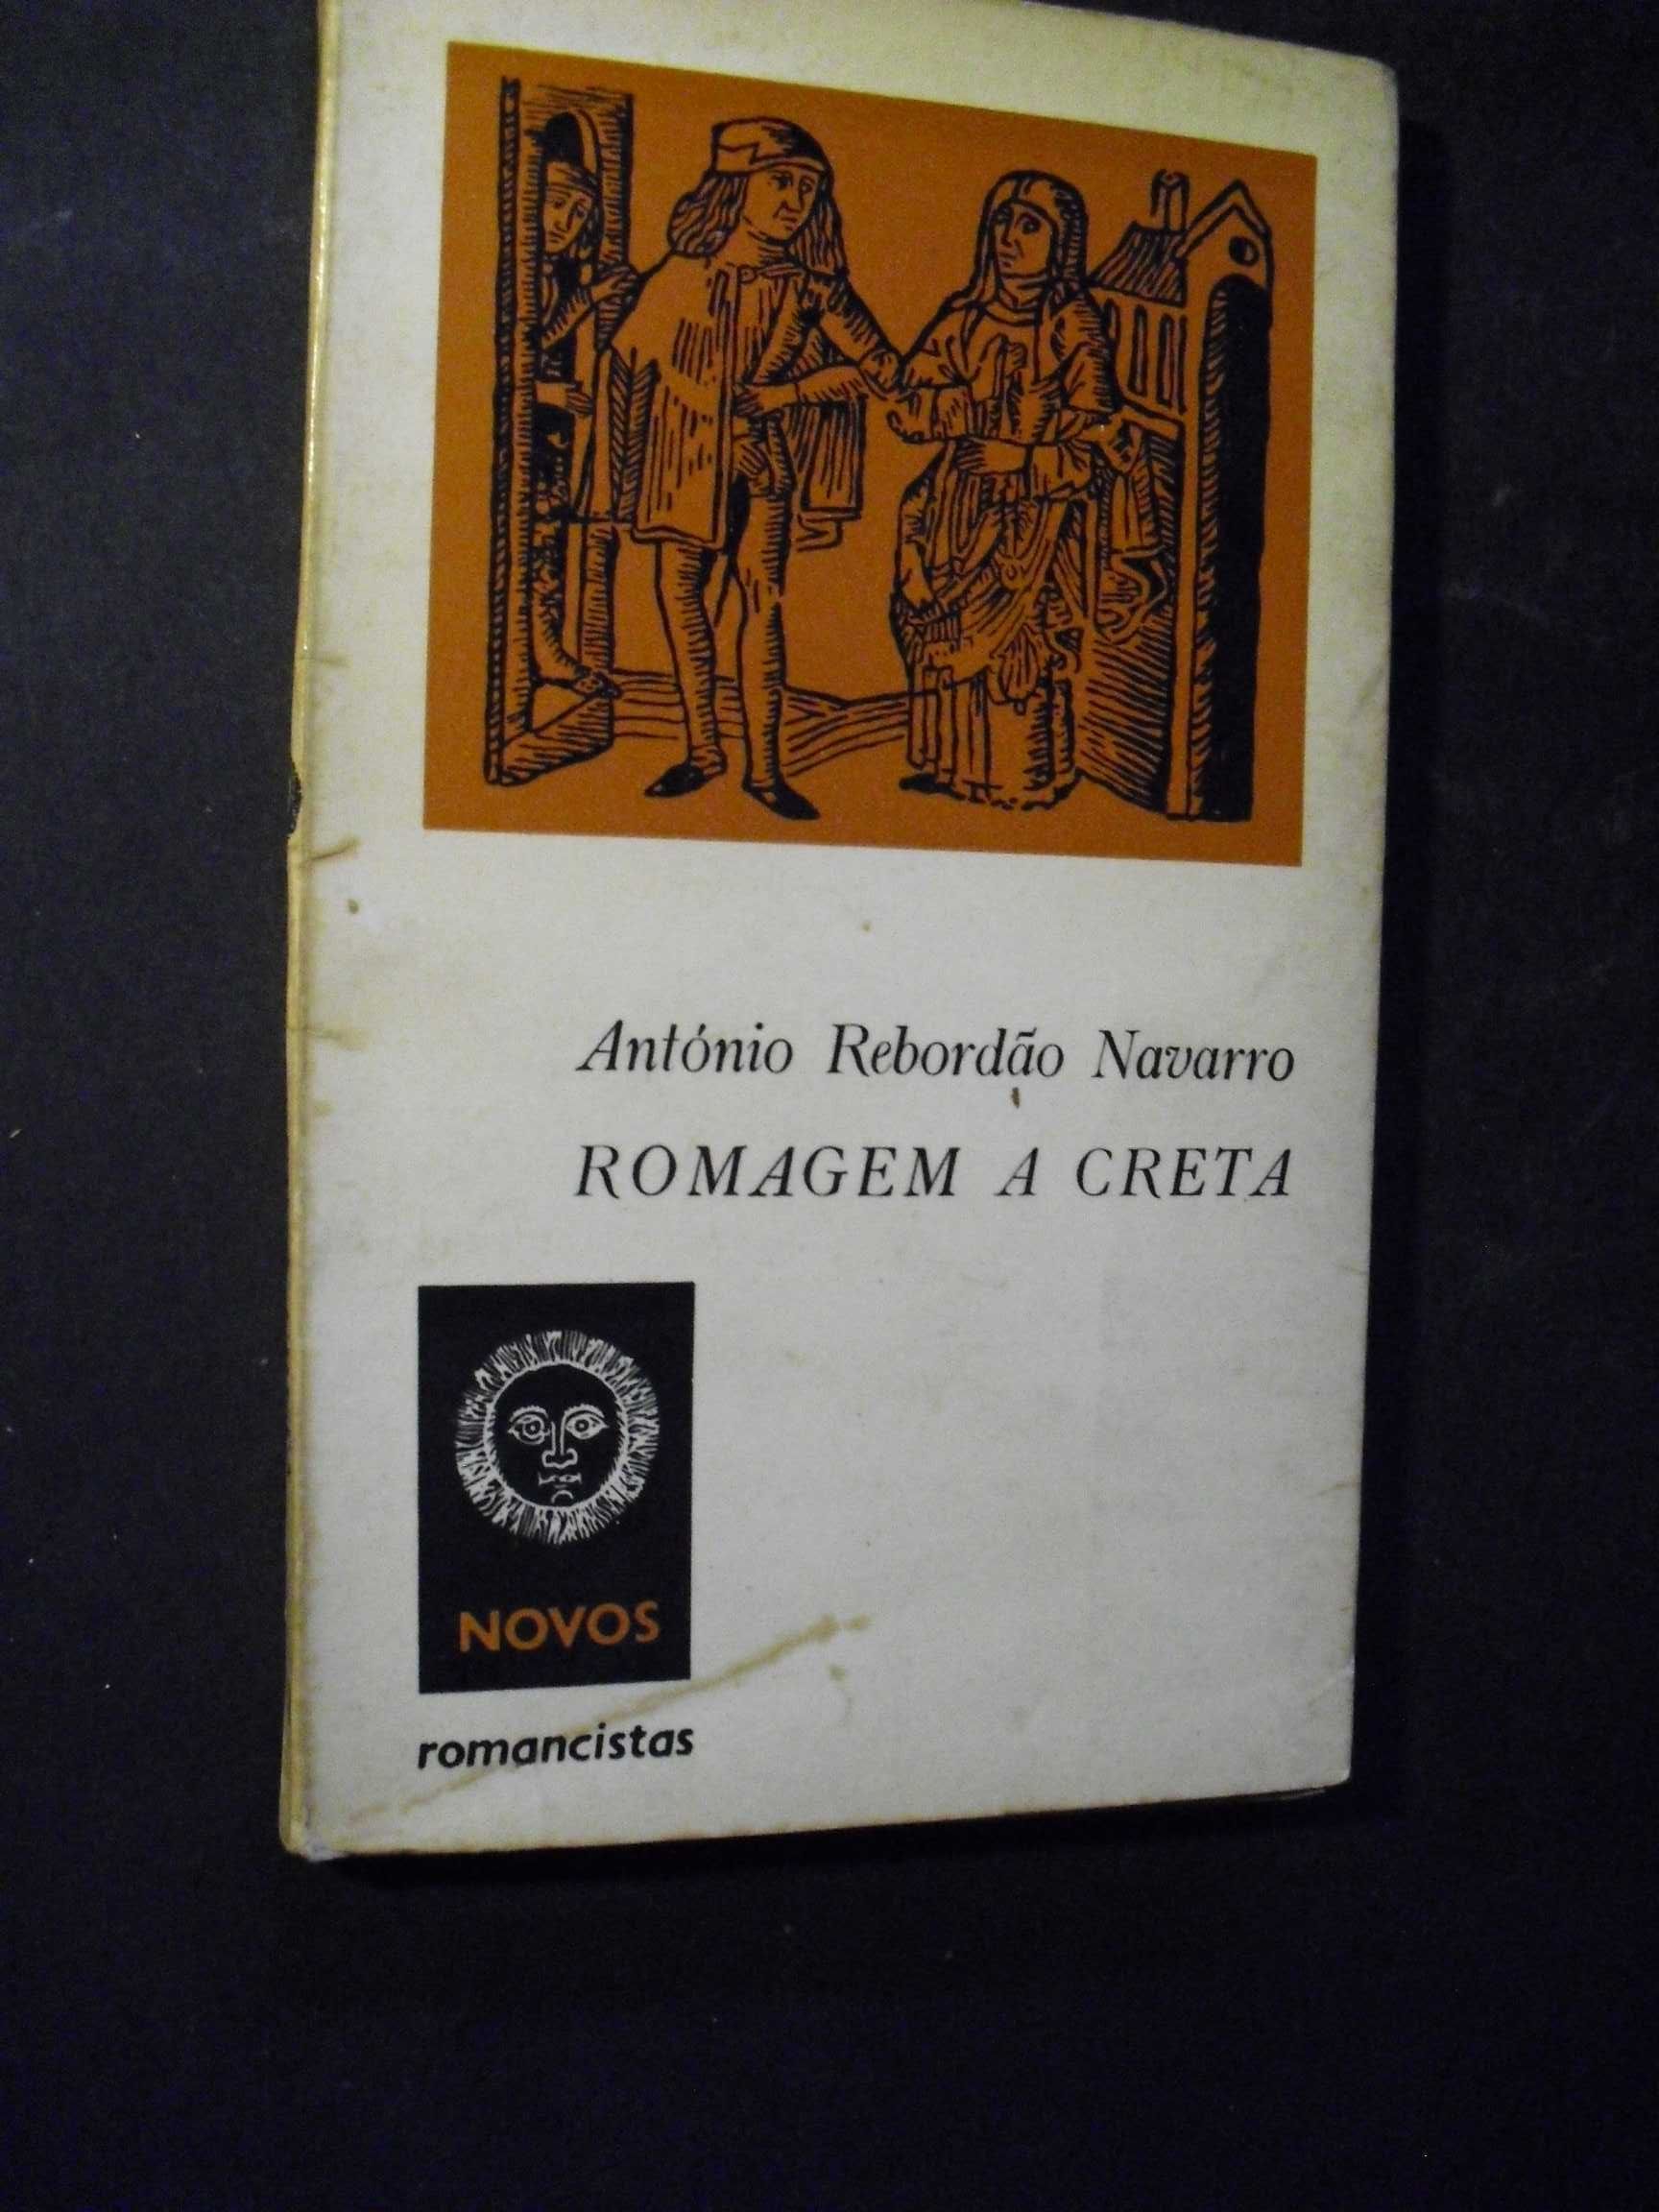 António Rebordão Navarro
ROMAGEM A CRETA
NOVOS
romancistas